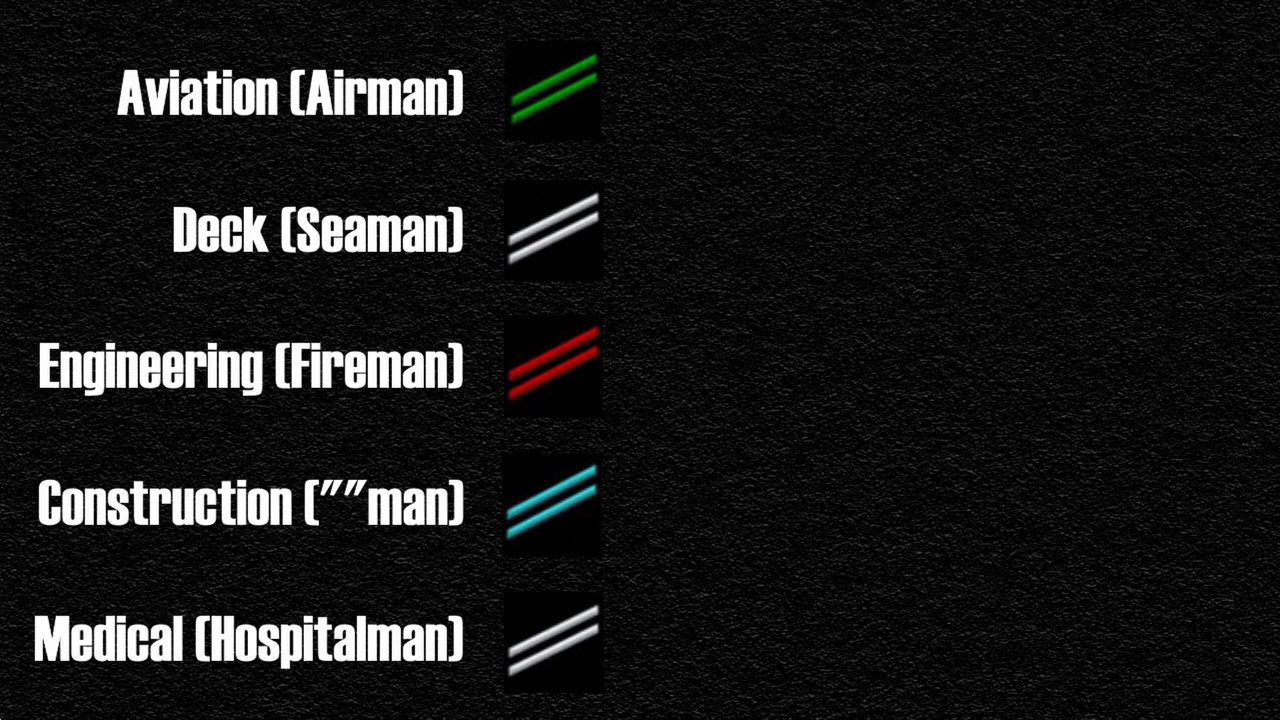 Aviation (Airman)
Deck (Seaman)
Engineering (Fireman)
Construction (""man)
Medical (Hospitalman)